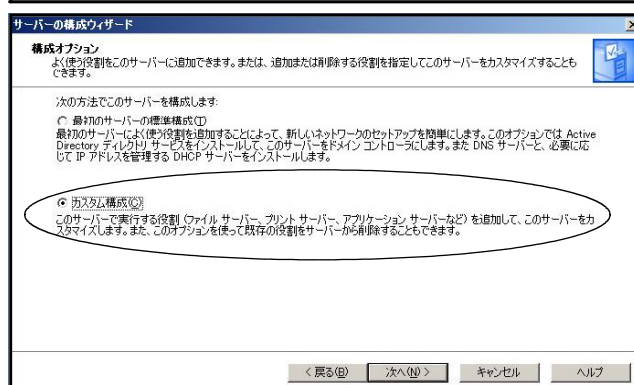 サーバーの構成ウィザード
構成オプション
よく使う役割をこのサーバーに追加できます。または、追加または削除する役割を指定してこのサーバーをカスタマイズすることも
できます。
次の方法でこのサーバーを構成します:
最初のサーバーの標準構成(T)
最初のサーバーによく使う役割を追加することによって、新しいネットワークのセットアップを簡単にします。このオプションでは Active
Directory ディレクトリ サービスをインストールして、このサーバーをドメイン コントローラにします。また DNS サーバーと、必要に応
じて IP アドレスを管理する DHCP サーバーをインストールします。
カスタム構成(C)
このサーバーで実行する役割 (ファイル サーバー、プリント サーバー、アプリケーション サーバーなど) を追加して、このサーバーをカ
スタマイズします。また、このオプションを使って既存の役割をサーバーから削除することもできます。
< 戻る(B) 次へ(N) > キャンセル ヘルプ